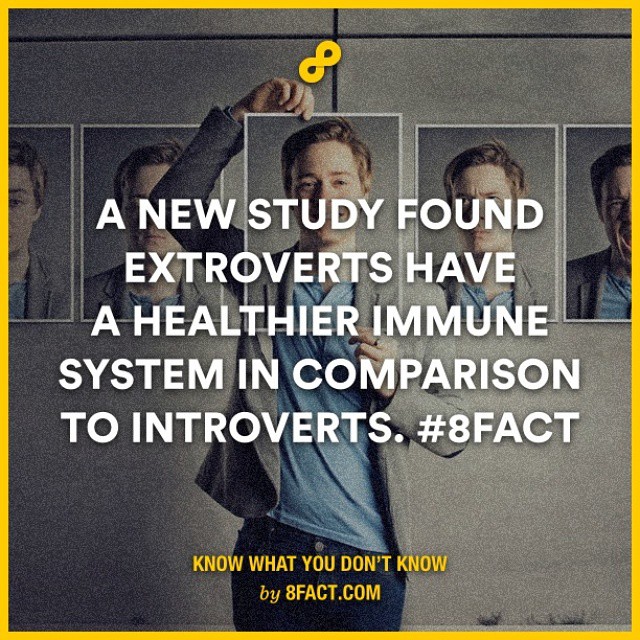 A NEW STUDY FOUND
EXTROVERTS HAVE
A HEALTHIER IMMUNE
SYSTEM IN COMPARISON
TO INTROVERTS. #8FACT
KNOW WHAT YOU DON'T KNOW
by 8FACT.COM